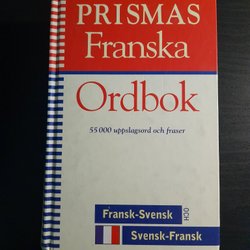 PRISMAS
Franska
Ordbok
55 000 uppslagsord och fraser
Fransk-Svensk
OCH
Svensk-Fransk